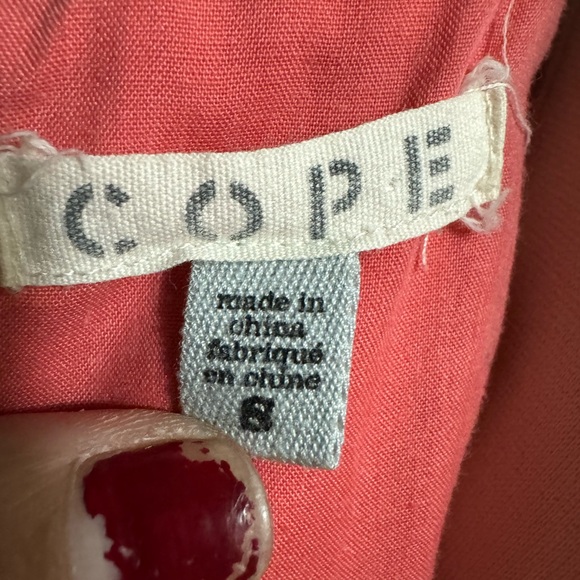 COPE
made in
china
fabriqué
en chine
S